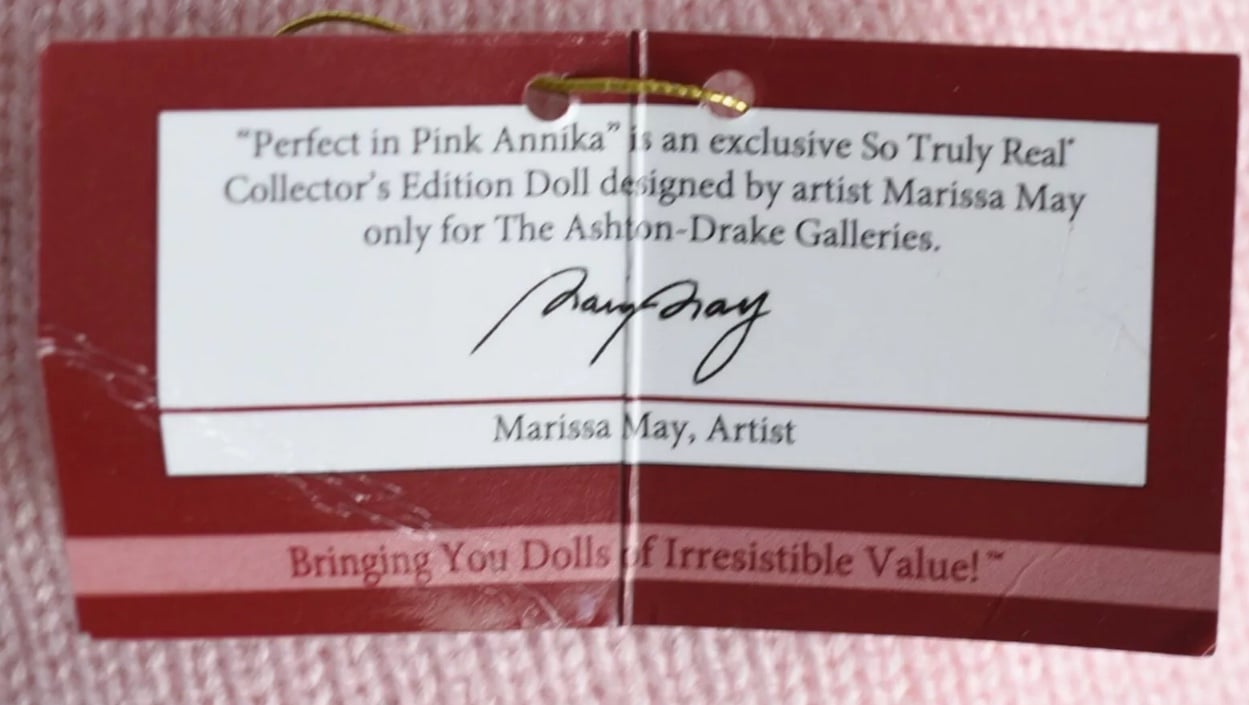 “Perfect in Pink Annika” is an exclusive So Truly Real®
Collector’s Edition Doll designed by artist Marissa May
only for The Ashton-Drake Galleries.
Marissa May, Artist
Bringing You Dolls of Irresistible Value!™